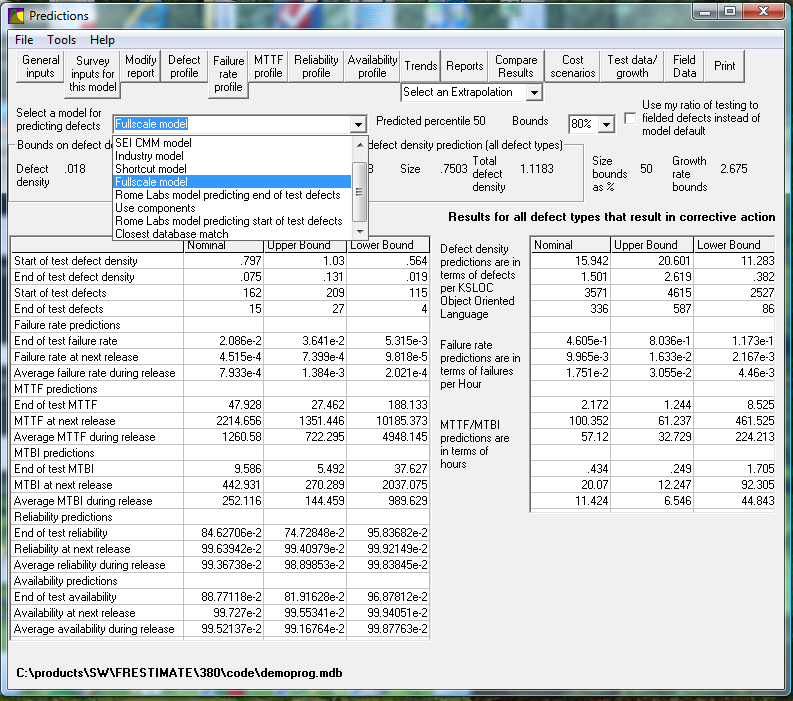 Predictions
File Tools Help
General inputs
Survey inputs for this model
Modify report
Defect profile
Failure rate profile
MTTF profile
Reliability profile
Availability profile
Trends
Reports
Compare Results
Cost scenarios
Test data/ growth
Field Data
Print
Select an Extrapolation
Select a model for predicting defects
Fullscale model
Predicted percentile 50
Bounds
80%
Use my ratio of testing to fielded defects instead of model default
SEI CMM model
Industry model
Shortcut model
Fullscale model
Rome Labs model predicting end of test defects
Use components
Rome Labs model predicting start of test defects
Closest database match
Bounds on defect d
defect density prediction (all defect types)
Defect density .018
Size .7503
Total defect density 1.1183
Size bounds as % 50
Growth rate bounds 2.675
Results for all defect types that result in corrective action
Nominal Upper Bound Lower Bound
Start of test defect density .797 1.03 .564
End of test defect density .075 .131 .019
Start of test defects 162 209 115
End of test defects 15 27 4
Failure rate predictions
End of test failure rate 2.086e-2 3.641e-2 5.315e-3
Failure rate at next release 4.515e-4 7.399e-4 9.818e-5
Average failure rate during release 7.933e-4 1.384e-3 2.021e-4
MTTF predictions
End of test MTTF 47.928 27.462 188.133
MTTF at next release 2214.656 1351.446 10185.373
Average MTTF during release 1260.58 722.295 4948.145
MTBI predictions
End of test MTBI 9.586 5.492 37.627
MTBI at next release 442.931 270.289 2037.075
Average MTBI during release 252.116 144.459 989.629
Reliability predictions
End of test reliability 84.62706e-2 74.72848e-2 95.83682e-2
Reliability at next release 99.63942e-2 99.40979e-2 99.92149e-2
Average reliability during release 99.36738e-2 98.89853e-2 99.83845e-2
Availability predictions
End of test availability 88.77118e-2 81.91628e-2 96.87812e-2
Availability at next release 99.727e-2 99.55341e-2 99.94051e-2
Average availability during release 99.52137e-2 99.16764e-2 99.87763e-2
Defect density
predictions are in
terms of defects
per KSLOC
Object Oriented
Language
Failure rate
predictions are in
terms of failures
per Hour
MTTF/MTBI
predictions are
in terms of
hours
Nominal Upper Bound Lower Bound
15.942 20.601 11.283
1.501 2.619 .382
3571 4615 2527
336 587 86
4.605e-1 8.036e-1 1.173e-1
9.965e-3 1.633e-2 2.167e-3
1.751e-2 3.055e-2 4.46e-3
2.172 1.244 8.525
100.352 61.237 461.525
57.12 32.729 224.213
.434 .249 1.705
20.07 12.247 92.305
11.424 6.546 44.843
C:\products\SW\FRESTIMATE\380\code\demoprog.mdb